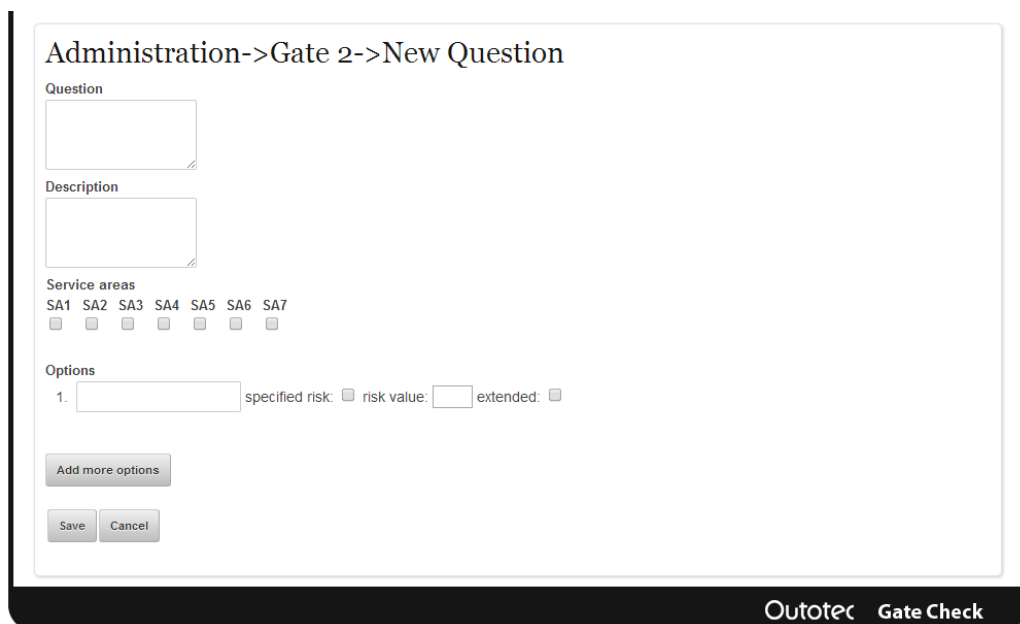 Administration->Gate 2->New Question
Question
Description
Service areas
SA1 SA2 SA3 SA4 SA5 SA6 SA7
Options
1. specified risk: risk value: extended:
Add more options
Save Cancel
Outotec Gate Check